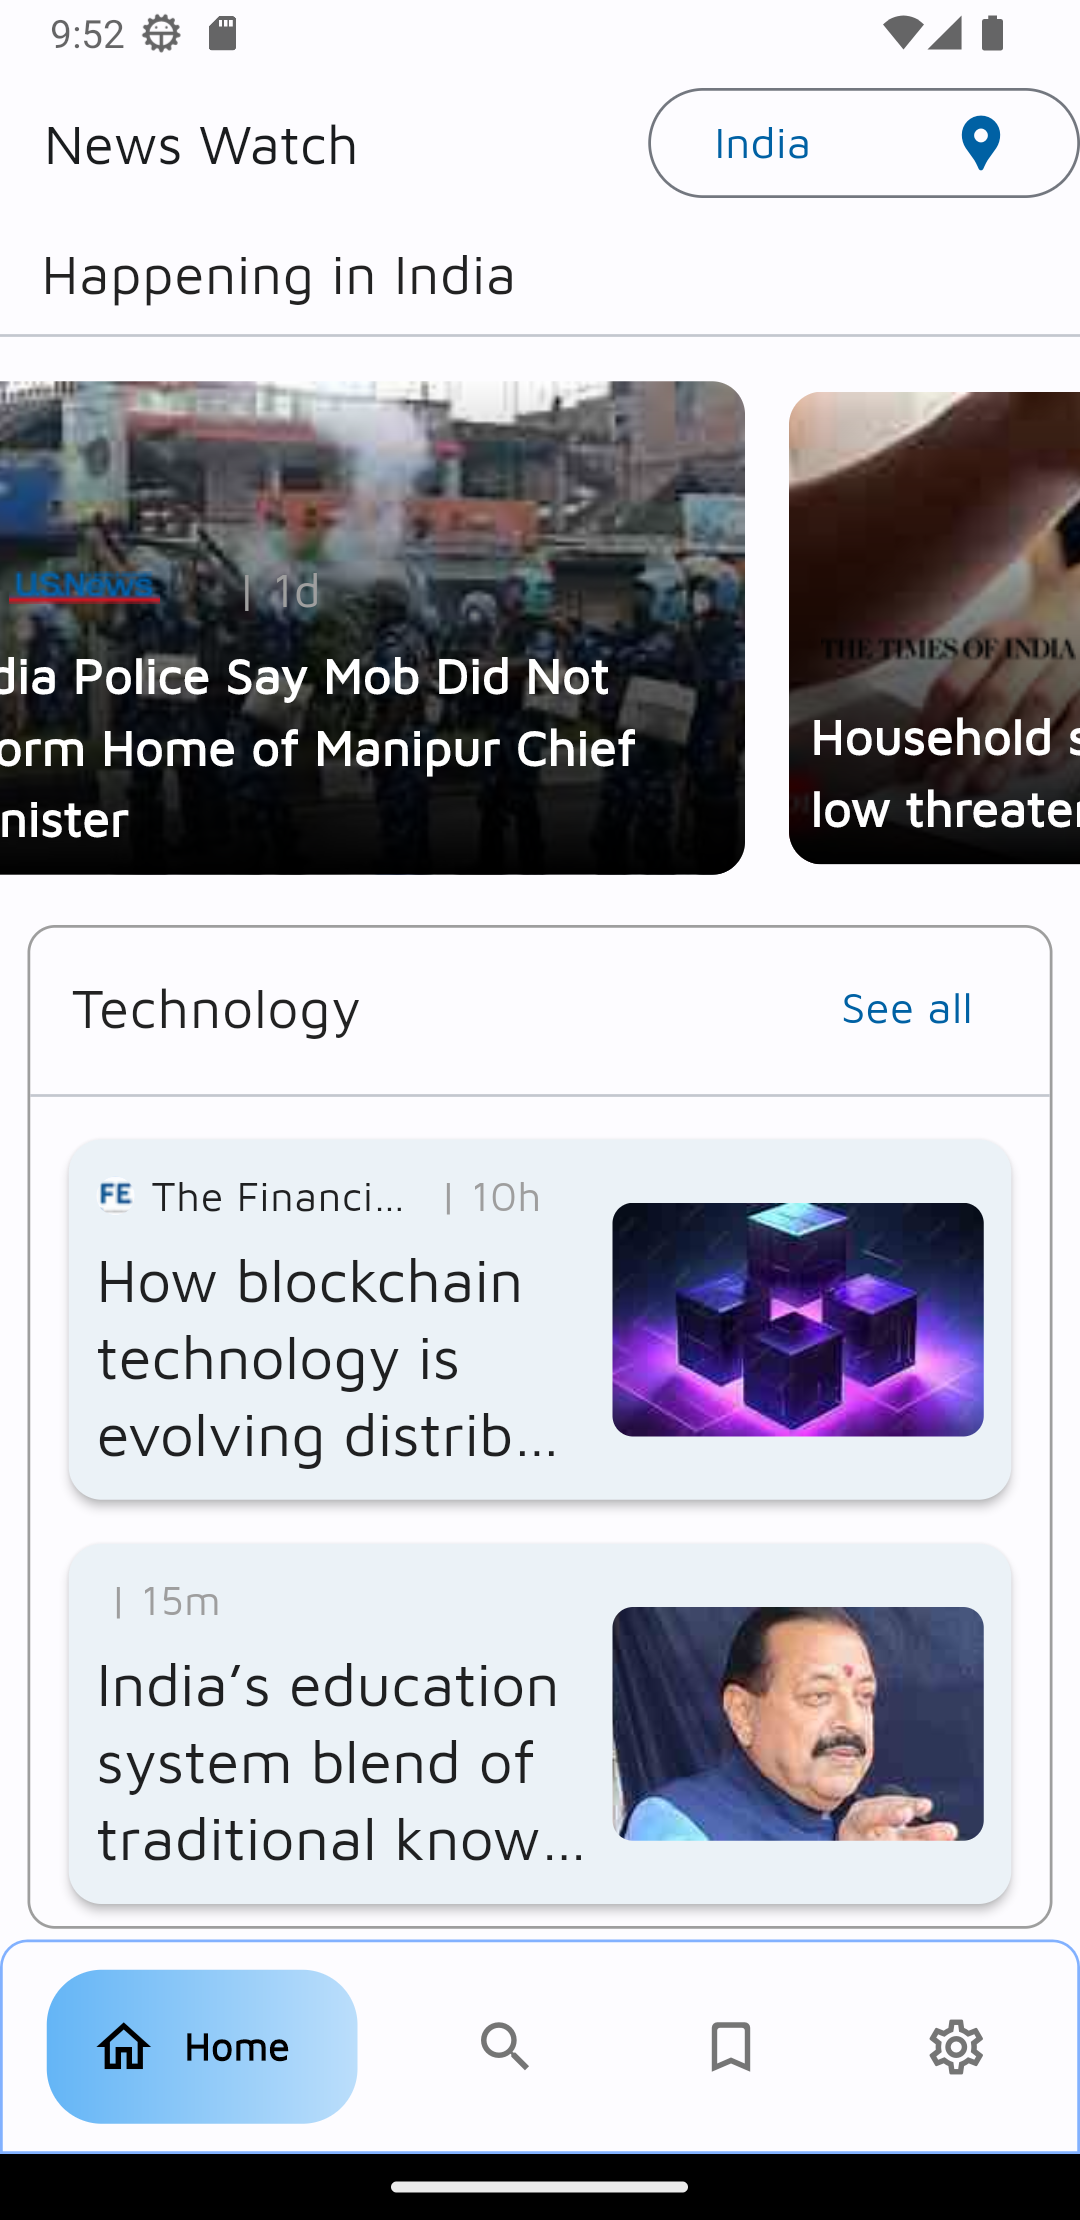 9:52
News Watch
India
Happening in India
US News
| 1d
dia Police Say Mob Did Not
orm Home of Manipur Chief
nister
THE TIMES OF INDIA
Household s
low threate
Technology
See all
FE The Financi... | 10h
How blockchain
technology is
evolving distrib...
| 15m
India's education
system blend of
traditional know...
Home